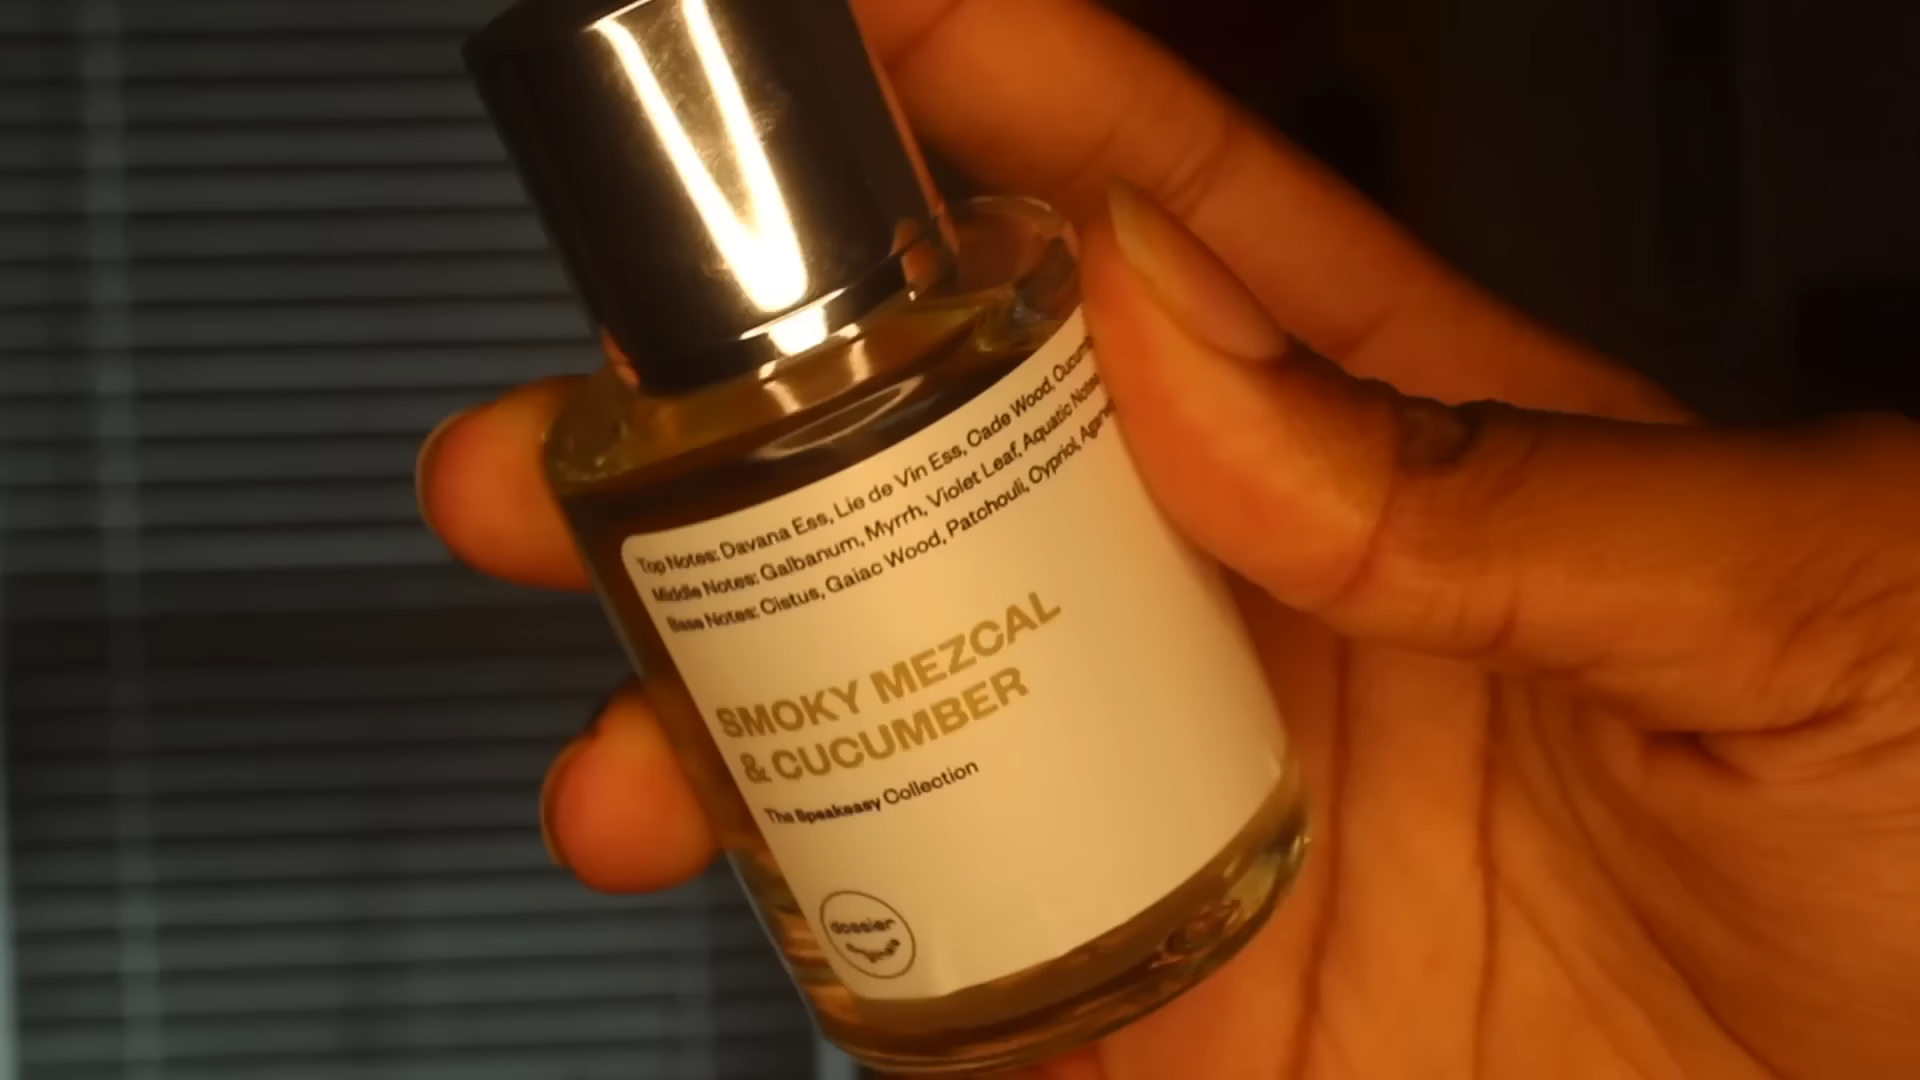 Top Notes: Davana Ess, Lie de Vin Ess, Cade Wood,
Middle Notes: Galbanum, Myrrh, Violet Leaf, Aquatic Notes
Base Notes: Cistus, Gaiac Wood, Patchouli, Cypriol,
SMOKY MEZCAL
& CUCUMBER
The Speakeasy Collection
dossier